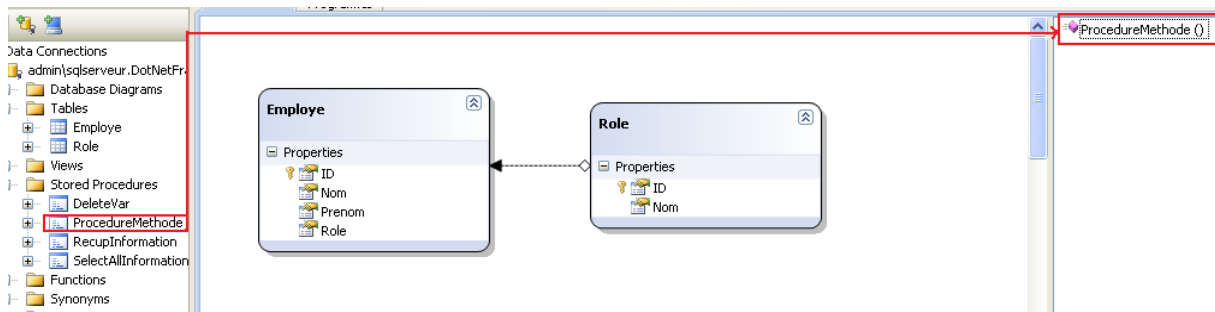 Data Connections
admin\sqlserveur.DotNetFr
Database Diagrams
Tables
Employe
Role
Views
Stored Procedures
DeleteVar
ProcedureMethode
RecupInformation
SelectAllInformation
Functions
Synonyms
Employe
Properties
ID
Nom
Prenom
Role
Role
Properties
ID
Nom
ProcedureMethode ()